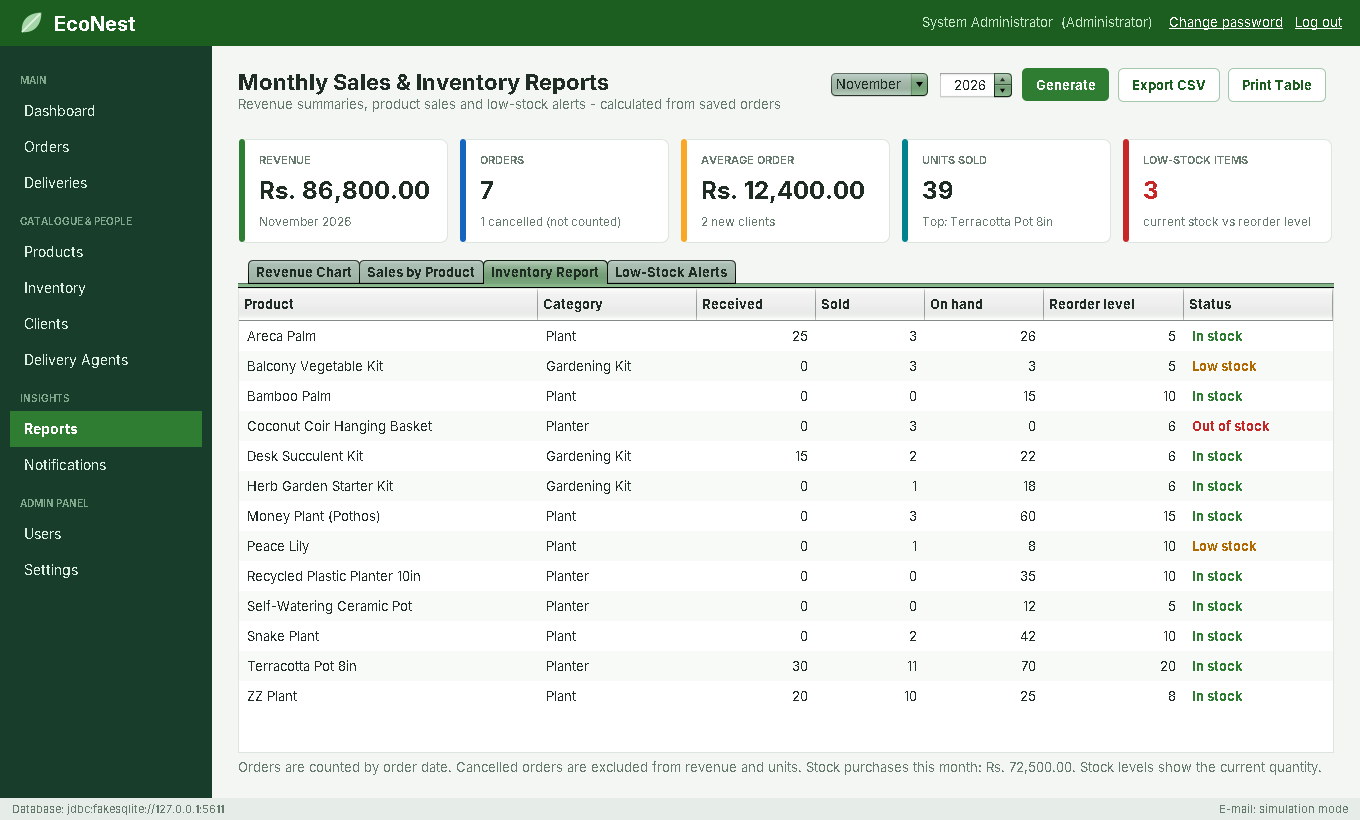 EcoNest
System Administrator (Administrator) Change password Log out
MAIN
Dashboard
Orders
Deliveries
CATALOGUE & PEOPLE
Products
Inventory
Clients
Delivery Agents
INSIGHTS
Reports
Notifications
ADMIN PANEL
Users
Settings
Monthly Sales & Inventory Reports
Revenue summaries, product sales and low-stock alerts - calculated from saved orders
November 2026 Generate Export CSV Print Table
REVENUE
Rs. 86,800.00
November 2026
ORDERS
7
1 cancelled (not counted)
AVERAGE ORDER
Rs. 12,400.00
2 new clients
UNITS SOLD
39
Top: Terracotta Pot 8in
LOW-STOCK ITEMS
3
current stock vs reorder level
Revenue Chart Sales by Product Inventory Report Low-Stock Alerts
Product Category Received Sold On hand Reorder level Status
Areca Palm Plant 25 3 26 5 In stock
Balcony Vegetable Kit Gardening Kit 0 3 3 5 Low stock
Bamboo Palm Plant 0 0 15 10 In stock
Coconut Coir Hanging Basket Planter 0 3 0 6 Out of stock
Desk Succulent Kit Gardening Kit 15 2 22 6 In stock
Herb Garden Starter Kit Gardening Kit 0 1 18 6 In stock
Money Plant (Pothos) Plant 0 3 60 15 In stock
Peace Lily Plant 0 1 8 10 Low stock
Recycled Plastic Planter 10in Planter 0 0 35 10 In stock
Self-Watering Ceramic Pot Planter 0 0 12 5 In stock
Snake Plant Plant 0 2 42 10 In stock
Terracotta Pot 8in Planter 30 11 70 20 In stock
ZZ Plant Plant 20 10 25 8 In stock
Orders are counted by order date. Cancelled orders are excluded from revenue and units. Stock purchases this month: Rs. 72,500.00. Stock levels show the current quantity.
Database: jdbc:fakesqlite://127.0.0.1:5611
E-mail: simulation mode